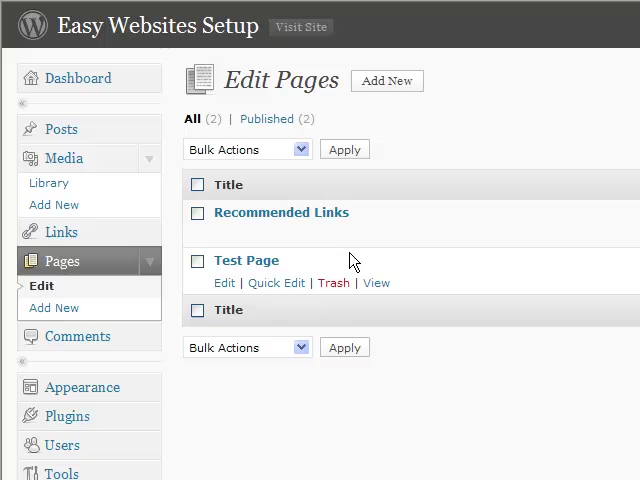 Easy Websites Setup Visit Site
Dashboard
Edit Pages Add New
All (2) | Published (2)
Posts
Bulk Actions Apply
Media
Library
Title
Add New
Recommended Links
Links
Pages
Test Page
Edit
Edit | Quick Edit | Trash | View
Add New
Title
Comments
Bulk Actions Apply
Appearance
Plugins
Users
Tools